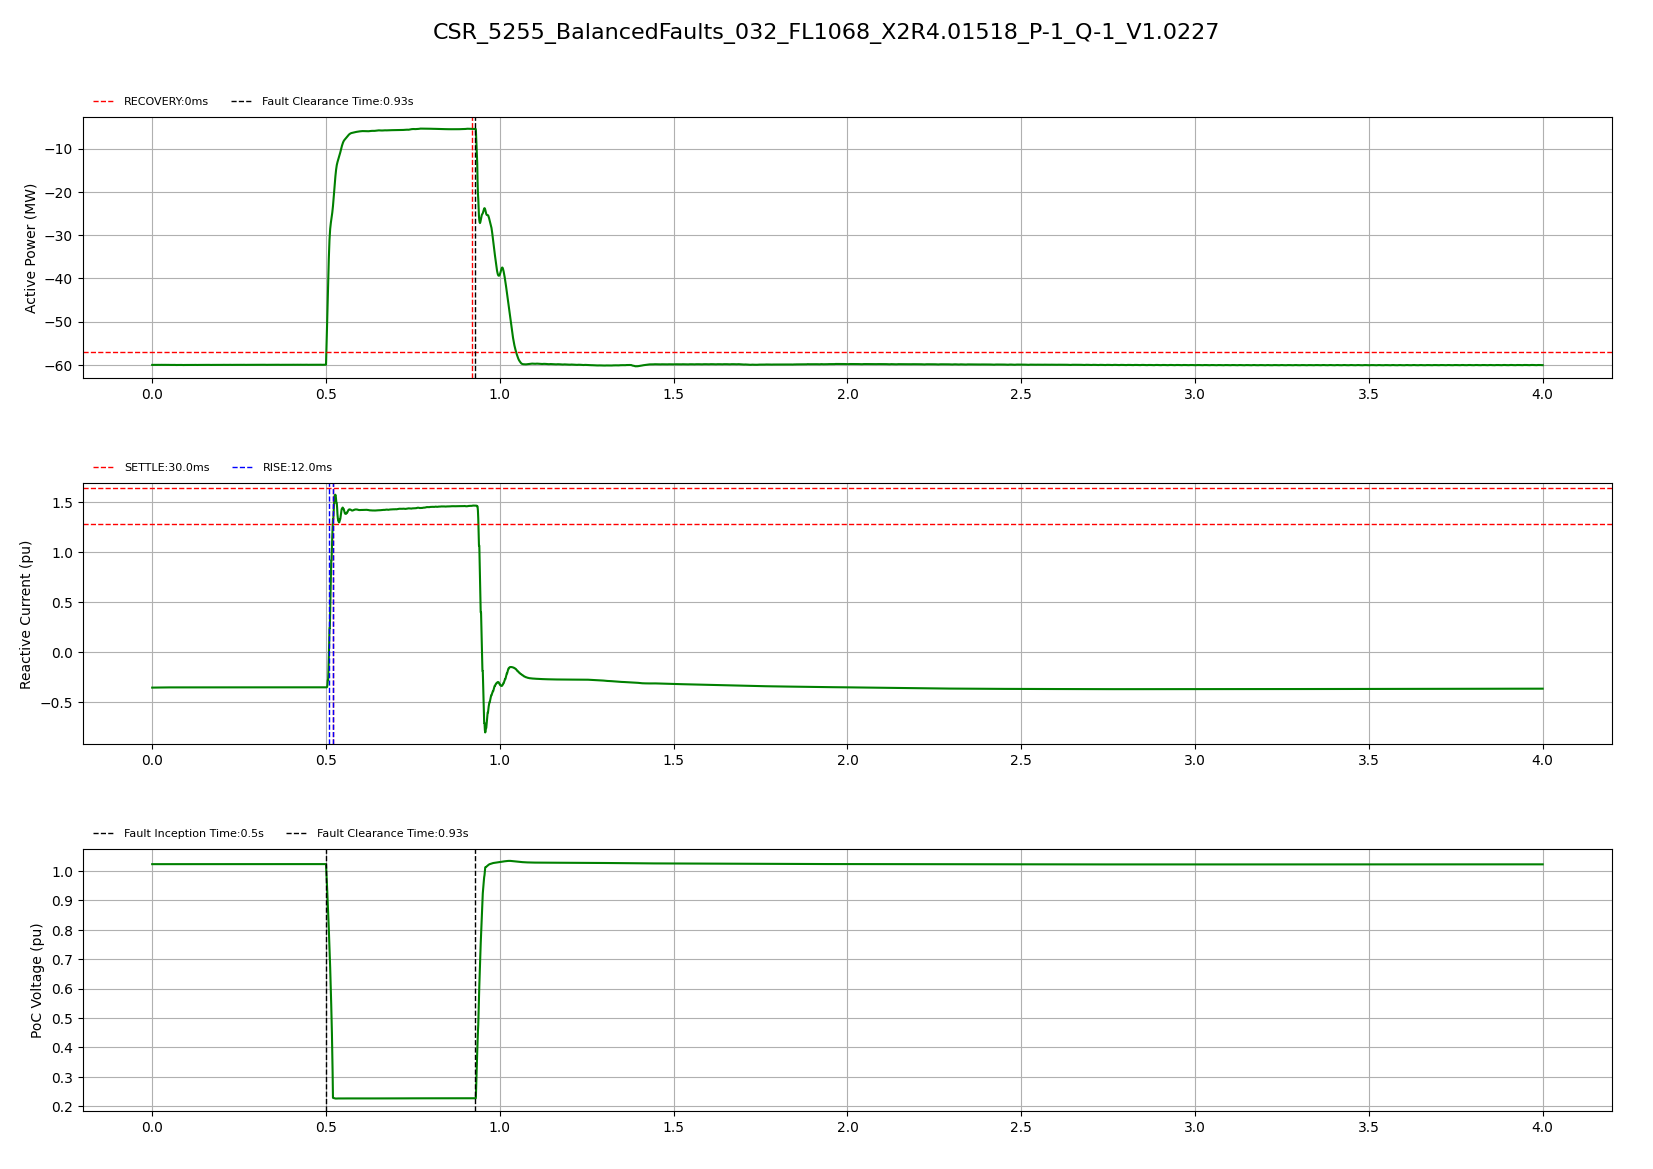 CSR_5255_BalancedFaults_032_FL1068_X2R4.01518_P-1_Q-1_V1.0227
RECOVERY:0ms Fault Clearance Time:0.93s
Active Power (MW)
−10
−20
−30
−40
−50
−60
0.0 0.5 1.0 1.5 2.0 2.5 3.0 3.5 4.0
SETTLE:30.0ms RISE:12.0ms
Reactive Current (pu)
1.5
1.0
0.5
0.0
−0.5
0.0 0.5 1.0 1.5 2.0 2.5 3.0 3.5 4.0
Fault Inception Time:0.5s Fault Clearance Time:0.93s
PoC Voltage (pu)
1.0
0.9
0.8
0.7
0.6
0.5
0.4
0.3
0.2
0.0 0.5 1.0 1.5 2.0 2.5 3.0 3.5 4.0